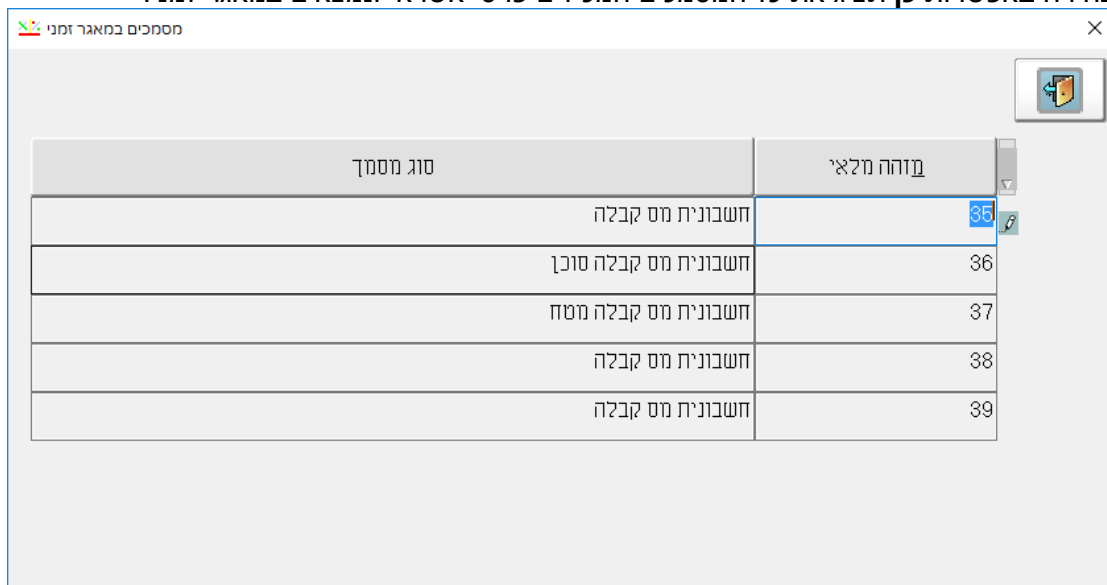 מסמכים במאגר זמני
מזהה מלאי סוג מסמך
35 חשבונית מס קבלה
36 חשבונית מס קבלה סוכן
37 חשבונית מס קבלה מטח
38 חשבונית מס קבלה
39 חשבונית מס קבלה